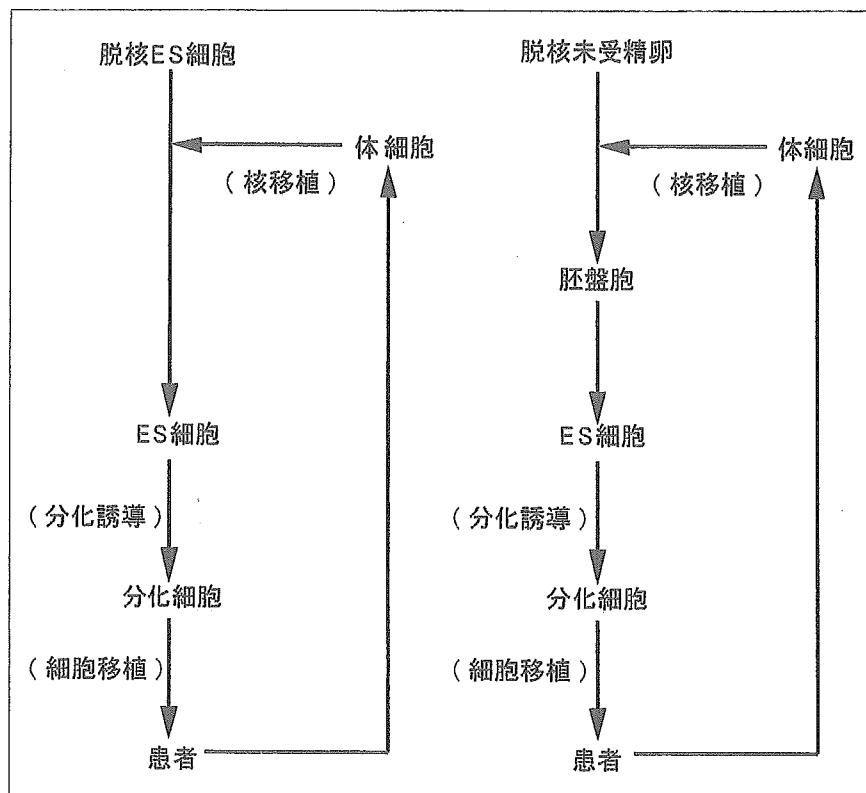 脱核ES細胞
体細胞
(核移植)
ES細胞
(分化誘導)
分化細胞
(細胞移植)
患者
脱核未受精卵
体細胞
(核移植)
胚盤胞
ES細胞
(分化誘導)
分化細胞
(細胞移植)
患者